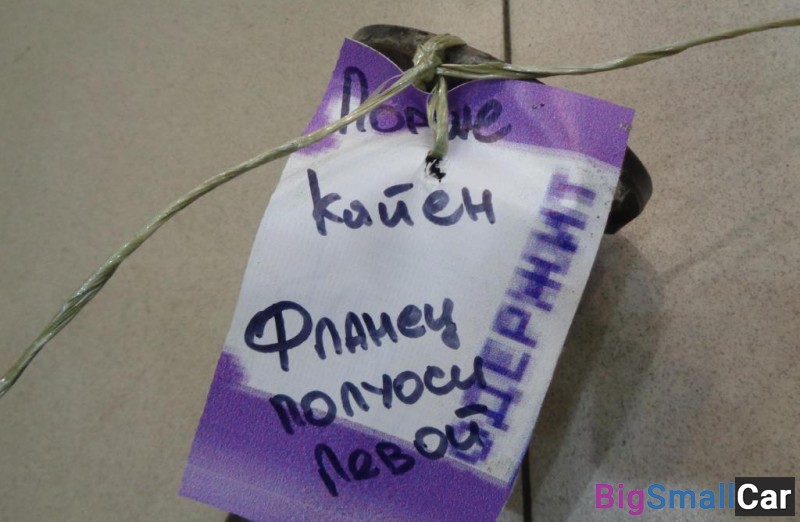 Порше
Кайен
Фланец
полуоси
левой
ДЕРЖИТ
BigSmallCar